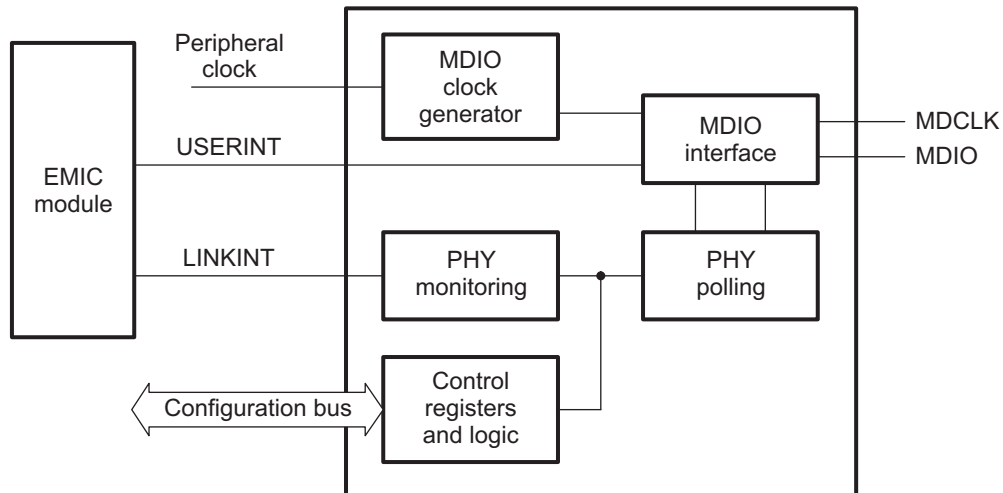 Peripheral
clock
MDIO
clock
generator
MDIO
interface
MDCLK
MDIO
USERINT
EMIC
module
LINKINT
PHY
monitoring
PHY
polling
Configuration bus
Control
registers
and logic